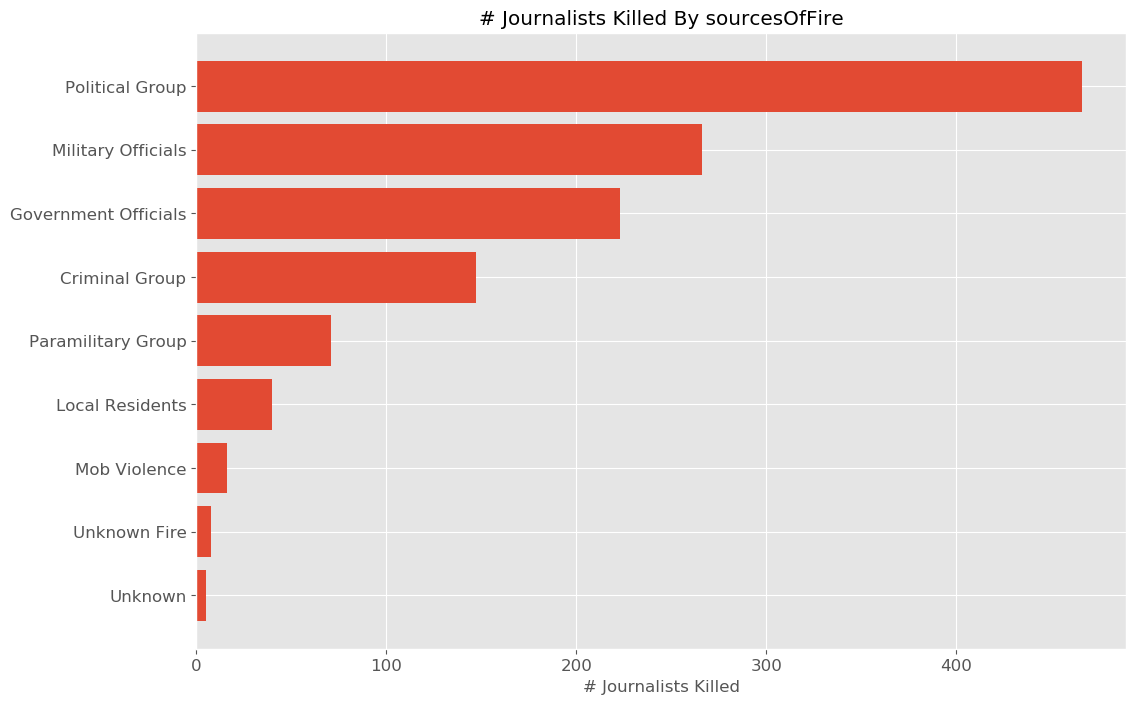 # Journalists Killed By sourcesOfFire
Political Group
Military Officials
Government Officials
Criminal Group
Paramilitary Group
Local Residents
Mob Violence
Unknown Fire
Unknown
0 100 200 300 400
# Journalists Killed